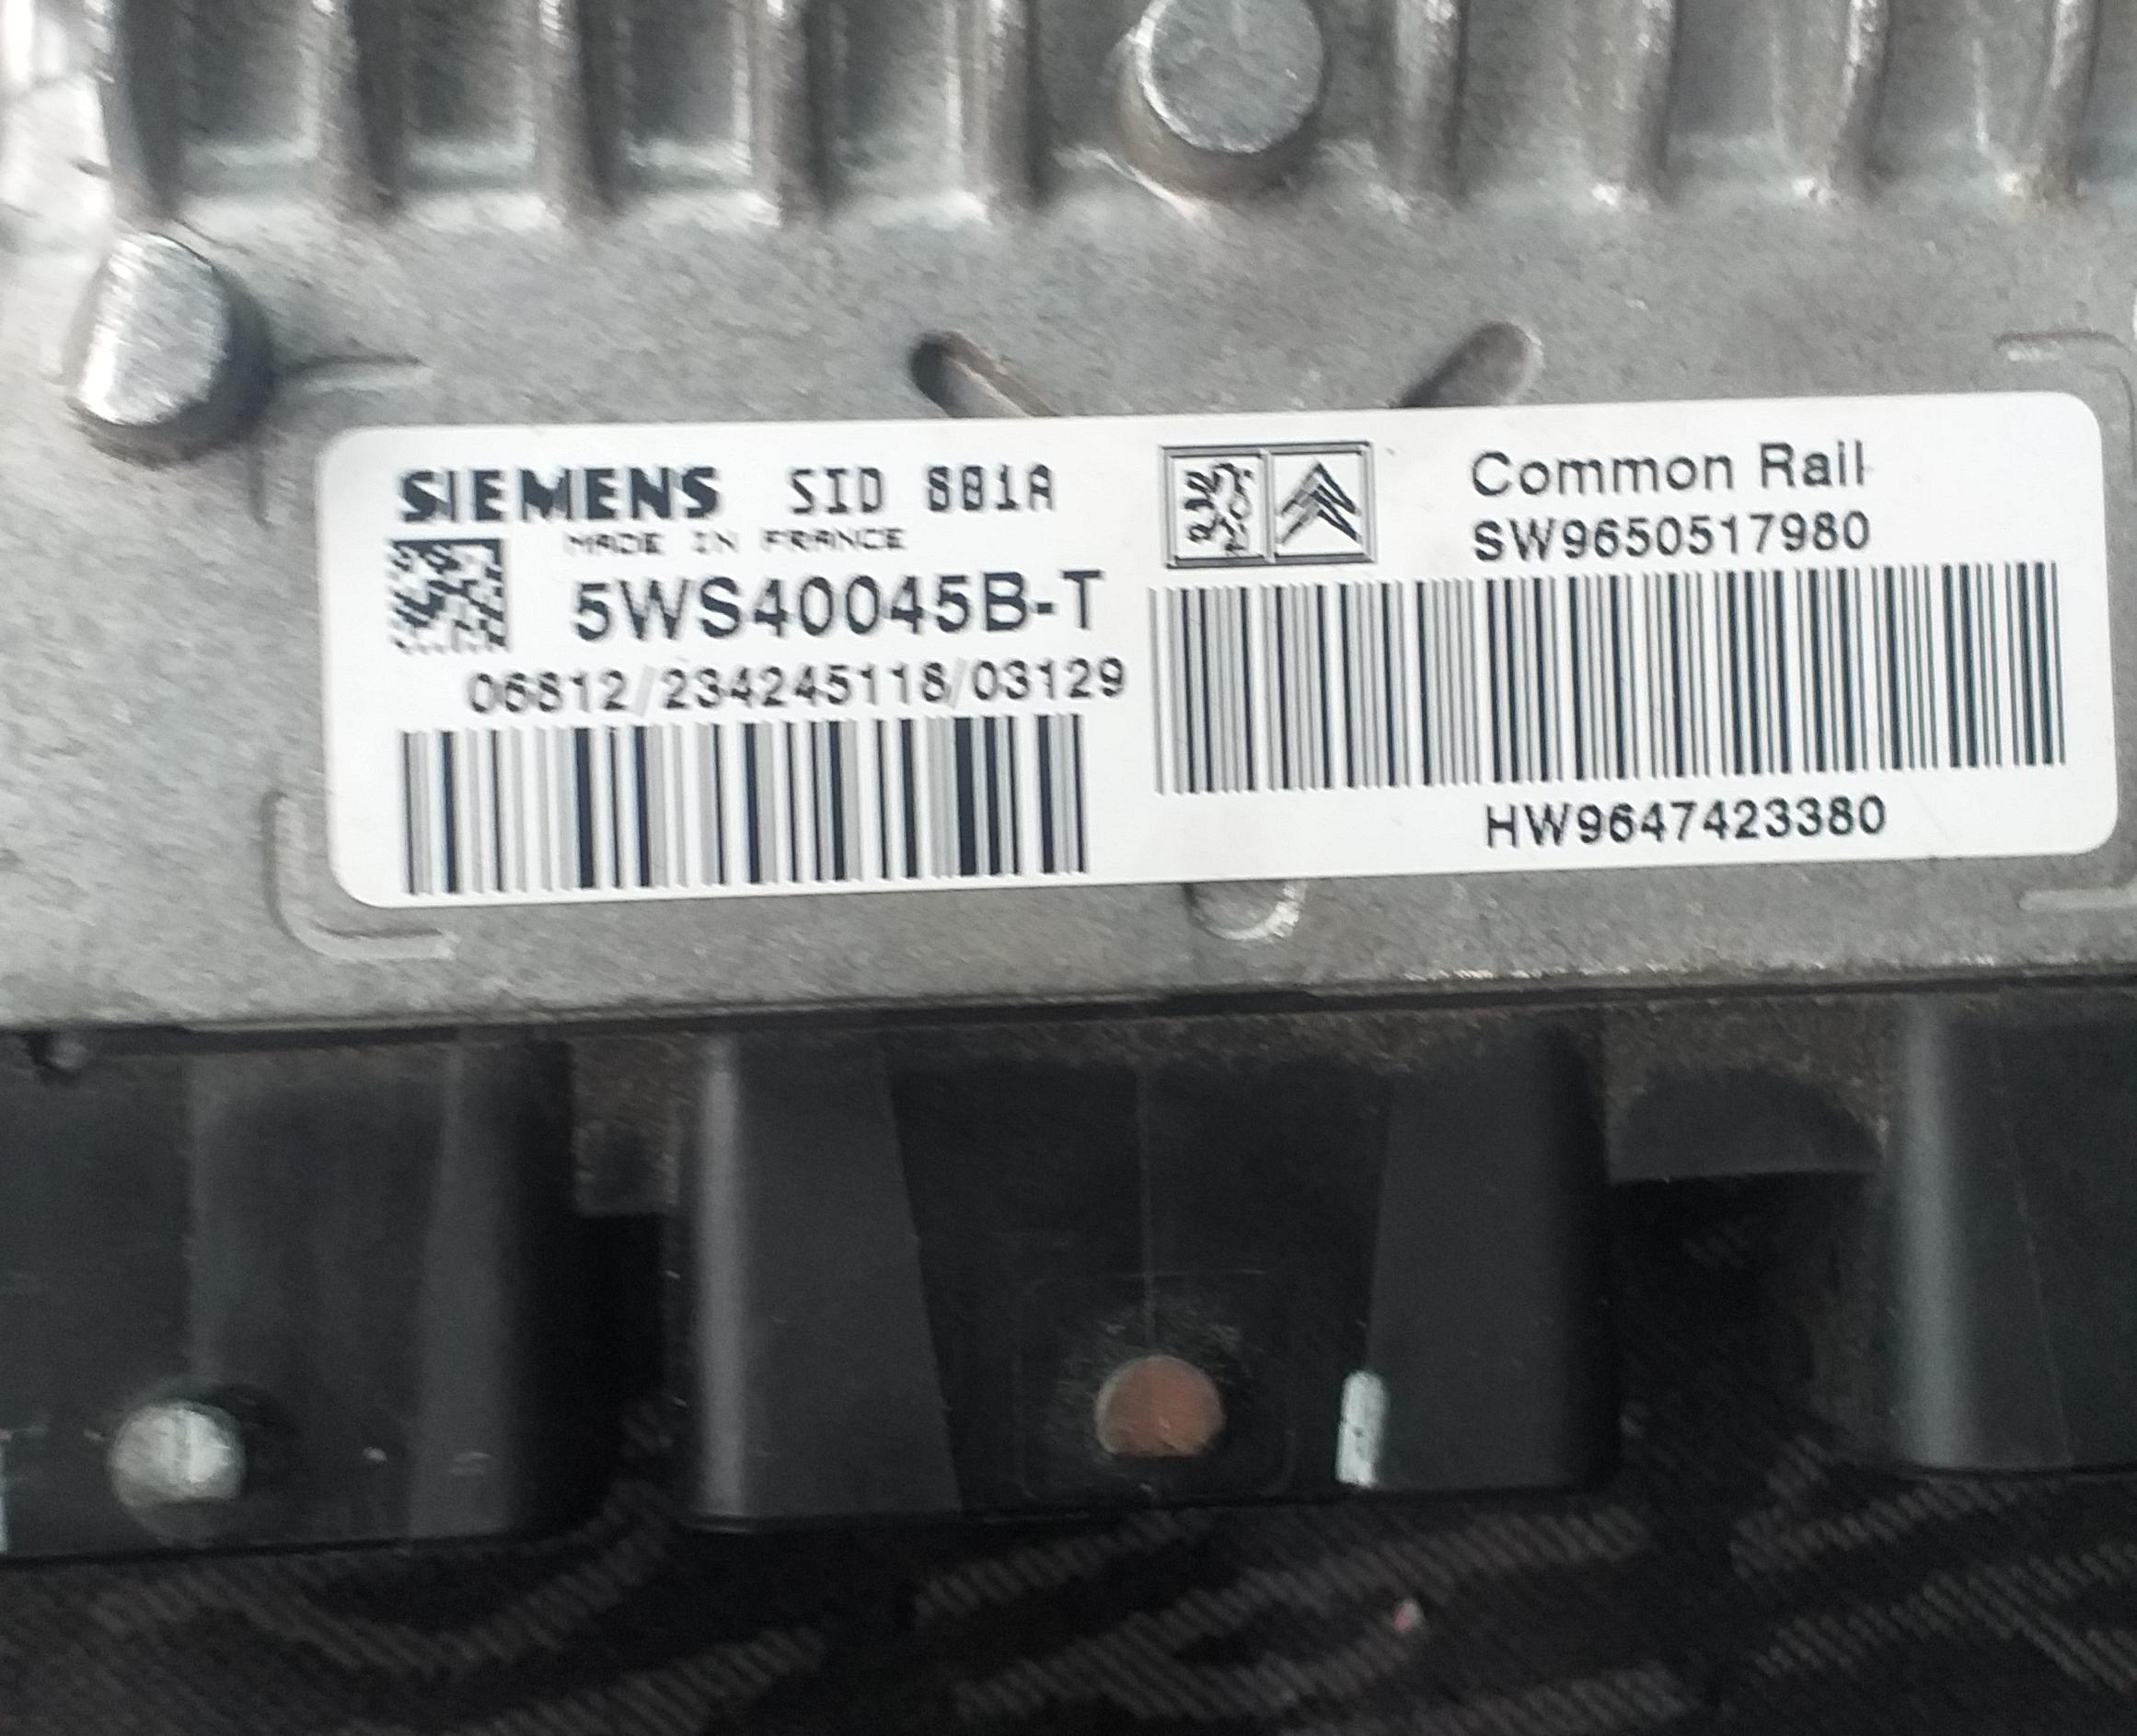 SIEMENS SID 801A
MADE IN FRANCE
5WS40045B-T
06812/234245118/03129
Common Rail
SW9650517980
HW9647423380